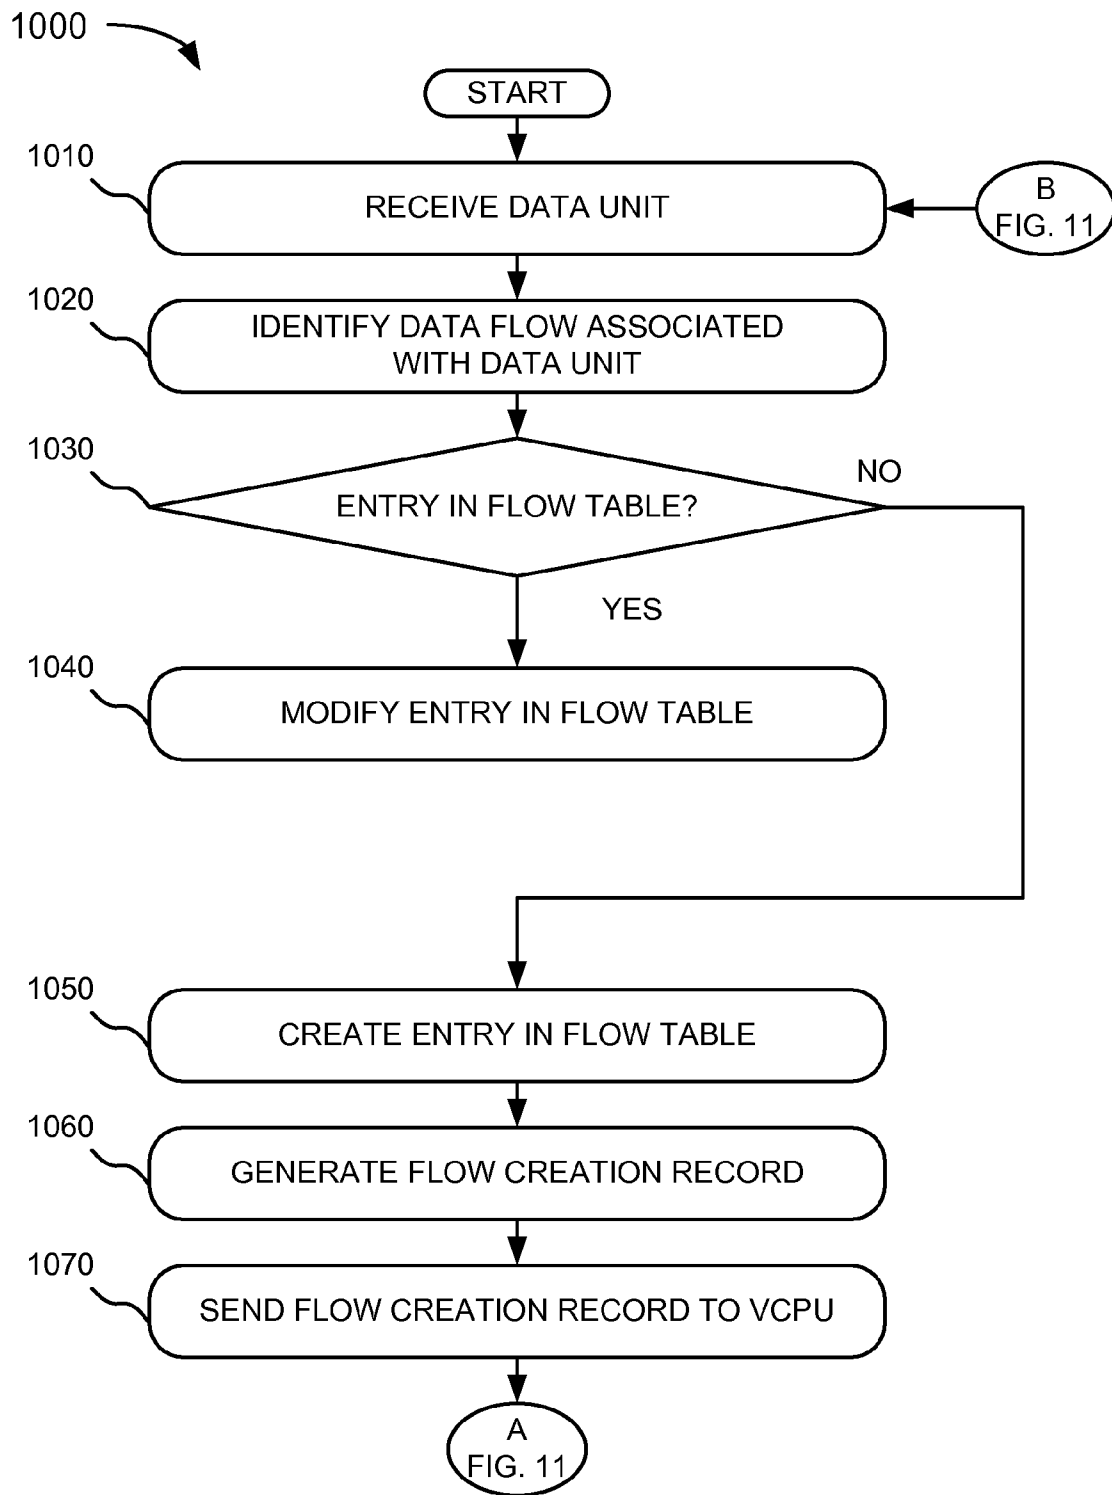 1000
START
1010
RECEIVE DATA UNIT
B
FIG. 11
1020
IDENTIFY DATA FLOW ASSOCIATED
WITH DATA UNIT
1030
ENTRY IN FLOW TABLE?
NO
YES
1040
MODIFY ENTRY IN FLOW TABLE
1050
CREATE ENTRY IN FLOW TABLE
1060
GENERATE FLOW CREATION RECORD
1070
SEND FLOW CREATION RECORD TO VCPU
A
FIG. 11